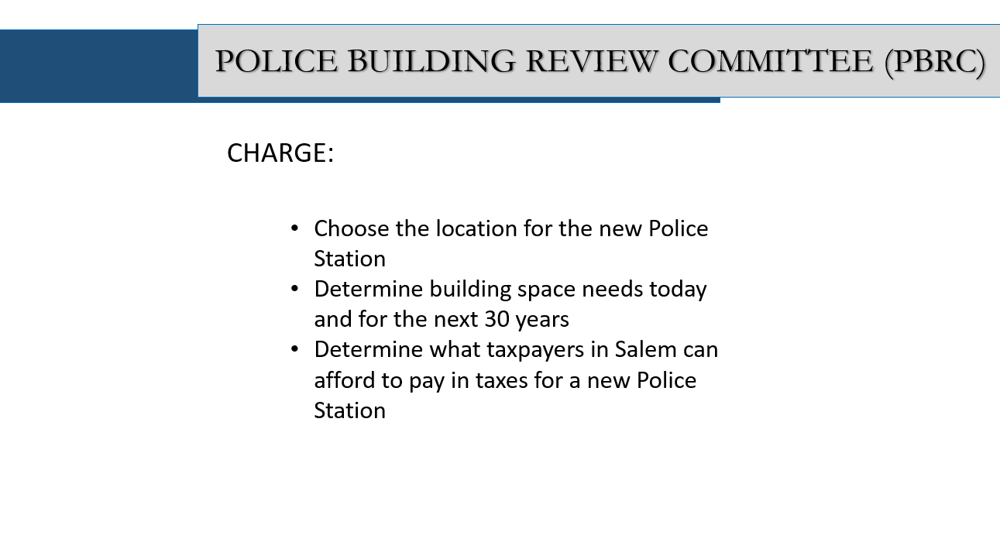 POLICE BUILDING REVIEW COMMITTEE (PBRC)
CHARGE:
• Choose the location for the new Police
Station
• Determine building space needs today
and for the next 30 years
• Determine what taxpayers in Salem can
afford to pay in taxes for a new Police
Station